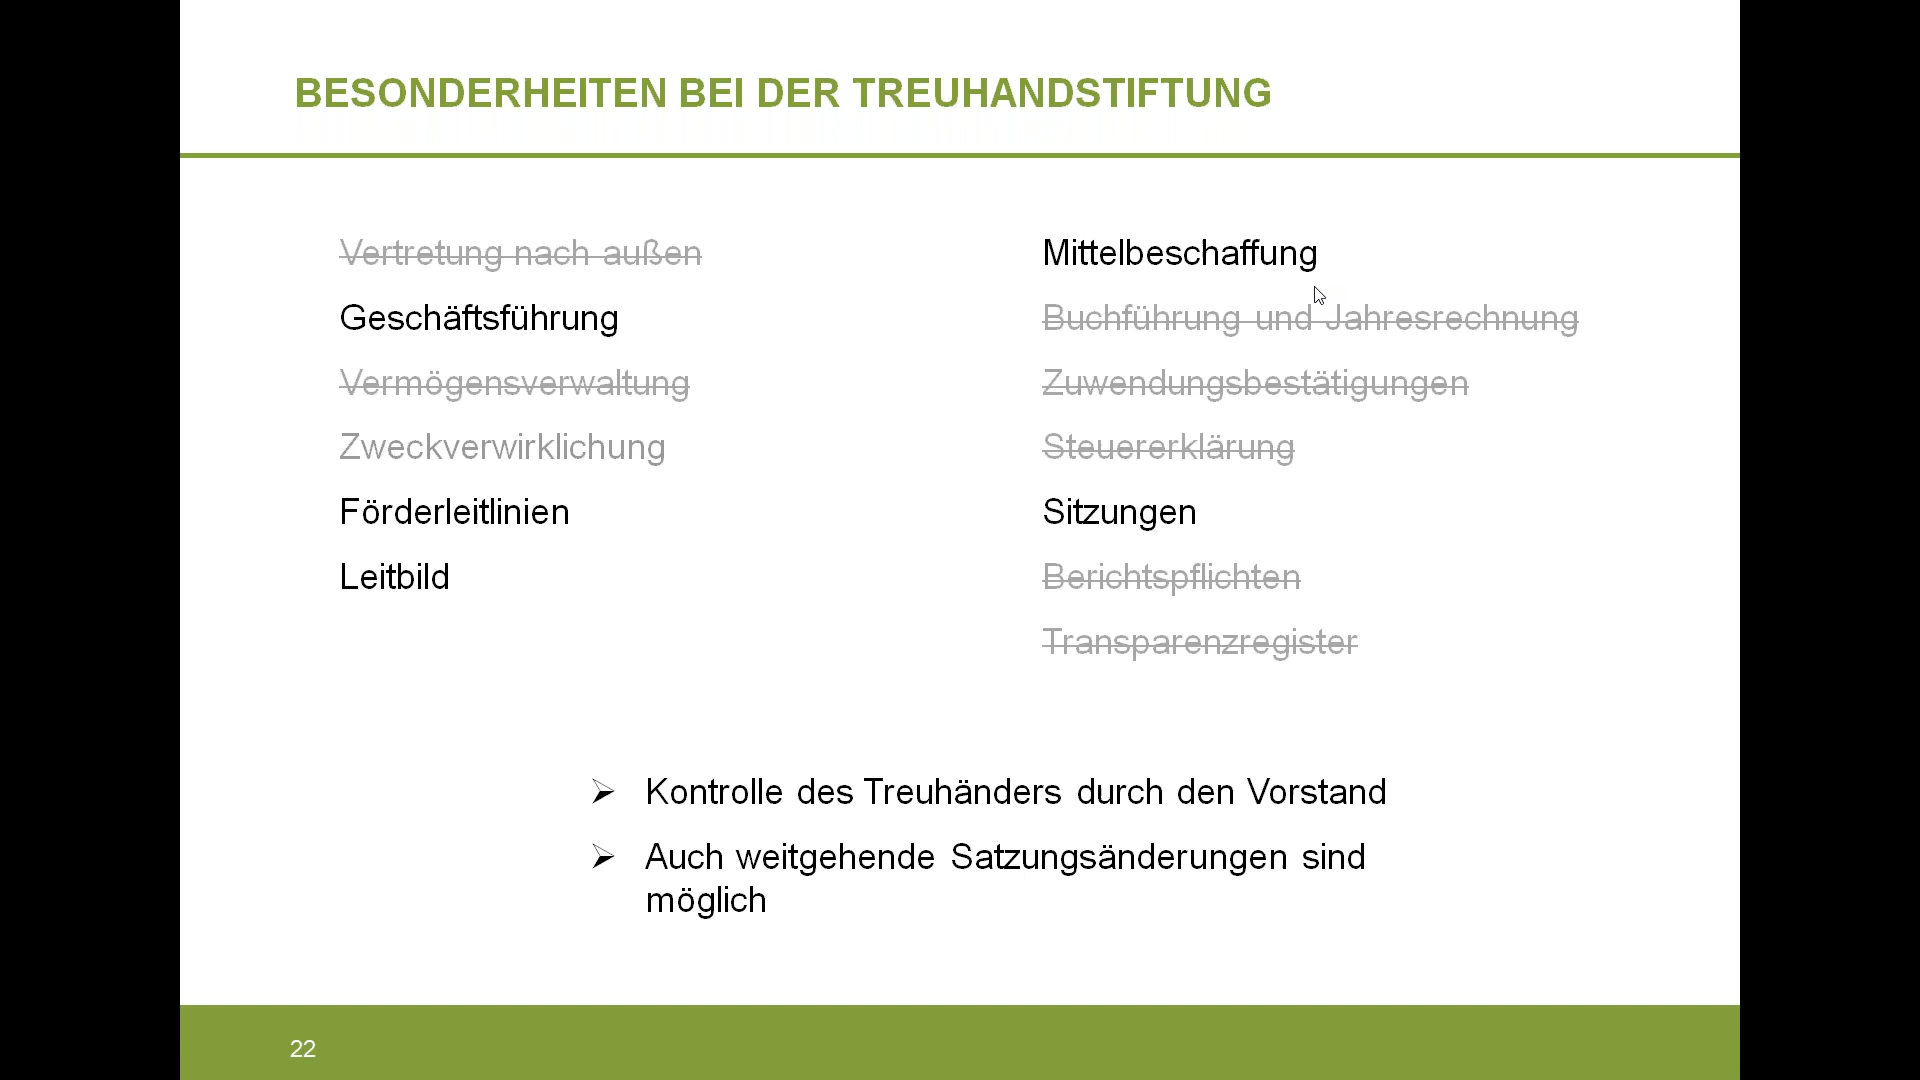 BESONDERHEITEN BEI DER TREUHANDSTIFTUNG
Vertretung nach außen
Geschäftsführung
Vermögensverwaltung
Zweckverwirklichung
Förderleitlinien
Leitbild
Mittelbeschaffung
Buchführung und Jahresrechnung
Zuwendungsbestätigungen
Steuererklärung
Sitzungen
Berichtspflichten
Transparenzregister
➢ Kontrolle des Treuhänders durch den Vorstand
➢ Auch weitgehende Satzungsänderungen sind
möglich
22